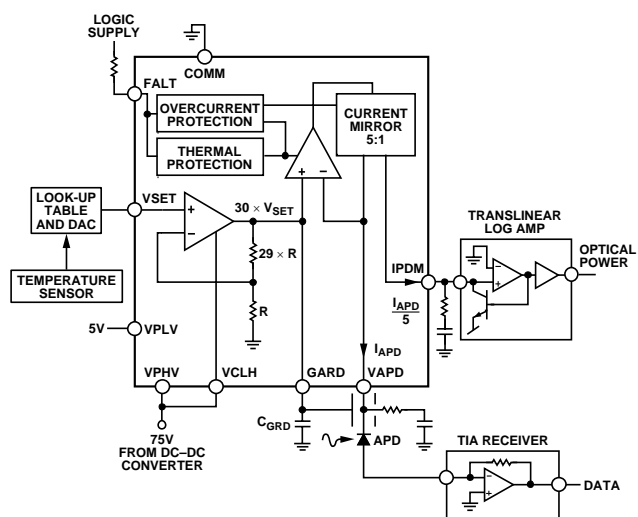 LOGIC
SUPPLY
COMM
FALT
OVERCURRENT
PROTECTION
CURRENT
MIRROR
5:1
THERMAL
PROTECTION
+
–
LOOK-UP
TABLE
AND DAC
VSET
+
–
30 × VSET
29 × R
R
TEMPERATURE
SENSOR
IPDM
IAPD
5
TRANSLINEAR
LOG AMP
–
+
OPTICAL
POWER
5V
VPLV
IAPD
VPHV
VCLH
GARD
VAPD
CGRD
APD
75V
FROM DC–DC
CONVERTER
TIA RECEIVER
–
+
DATA